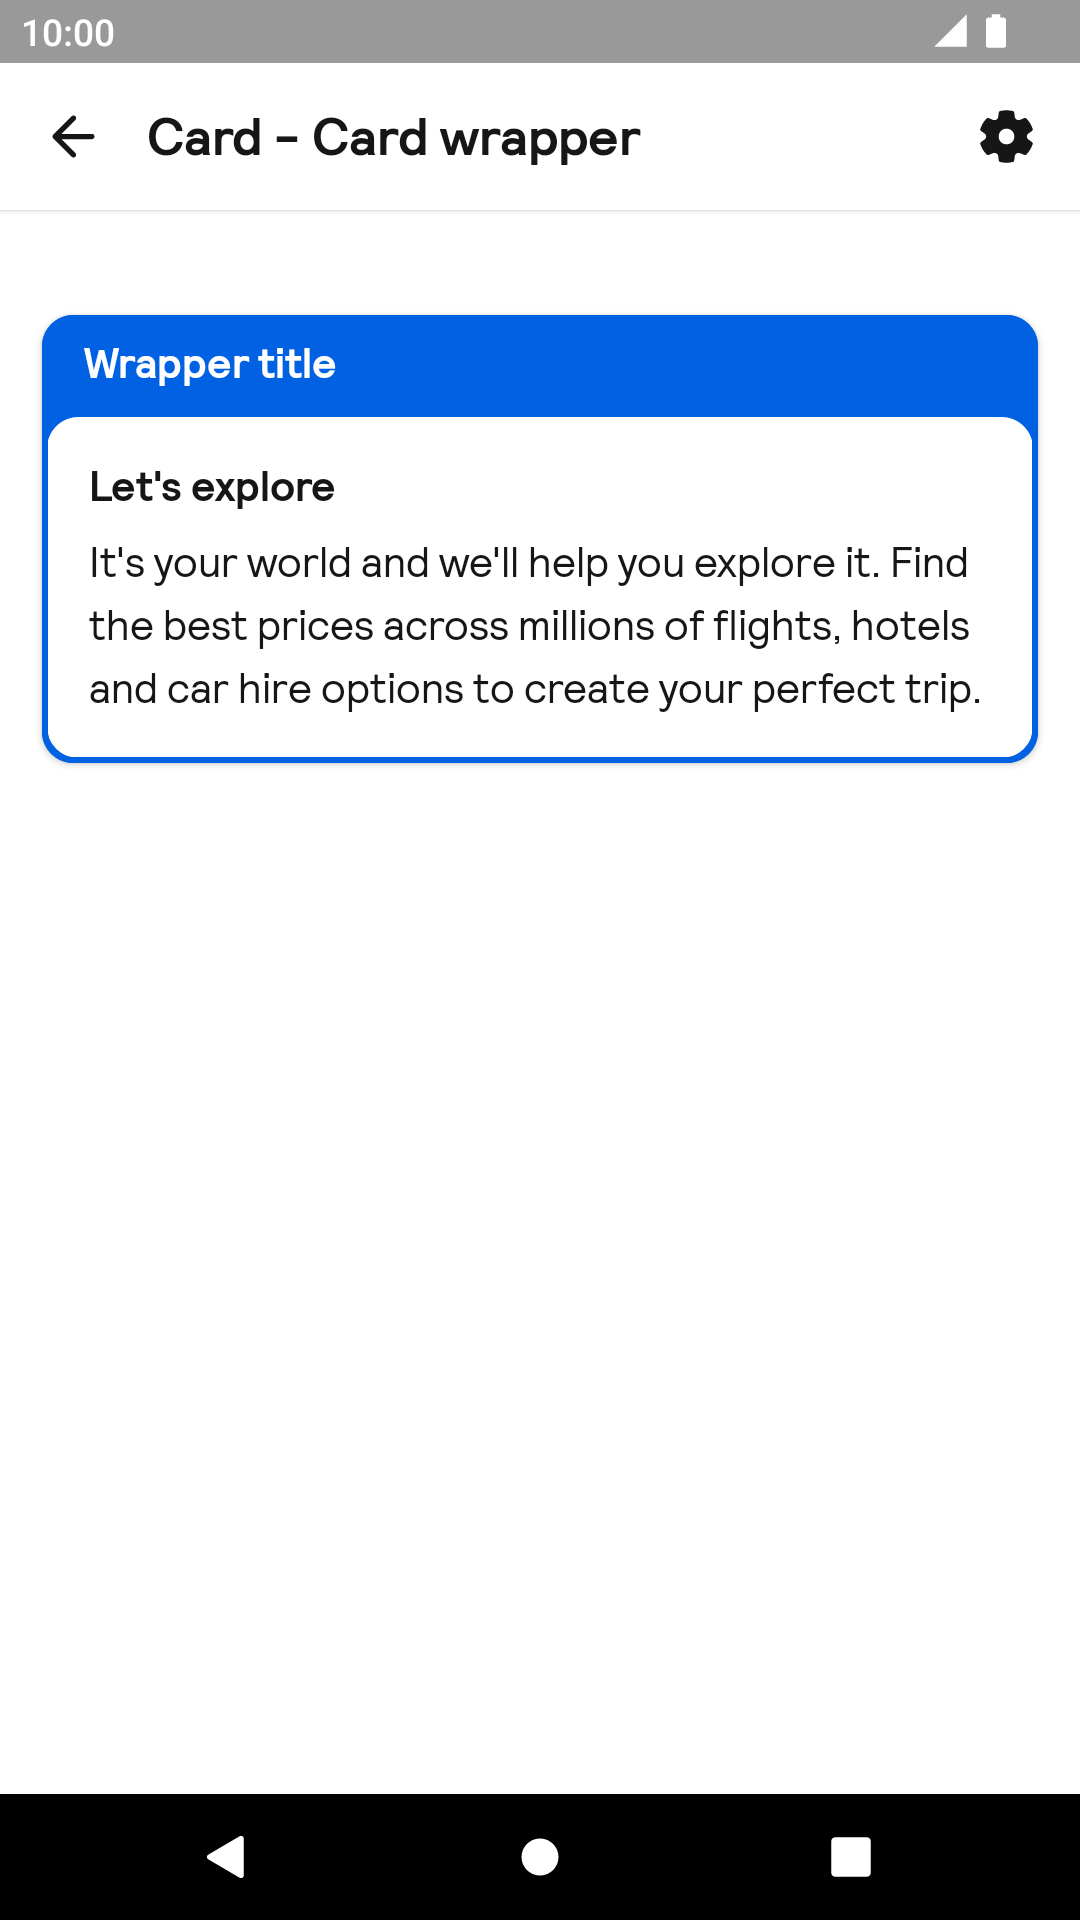 10:00
Card - Card wrapper
Wrapper title
Let's explore
It's your world and we'll help you explore it. Find
the best prices across millions of flights, hotels
and car hire options to create your perfect trip.